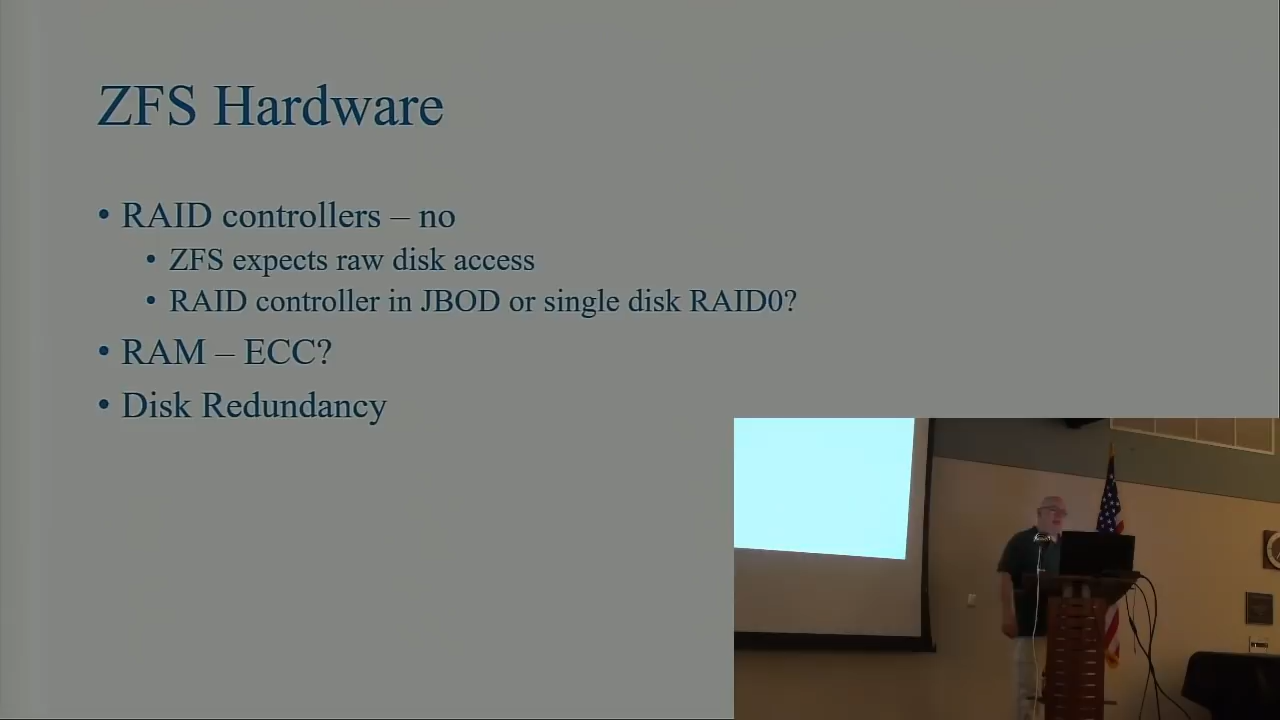 ZFS Hardware
• RAID controllers – no
• ZFS expects raw disk access
• RAID controller in JBOD or single disk RAID0?
• RAM – ECC?
• Disk Redundancy